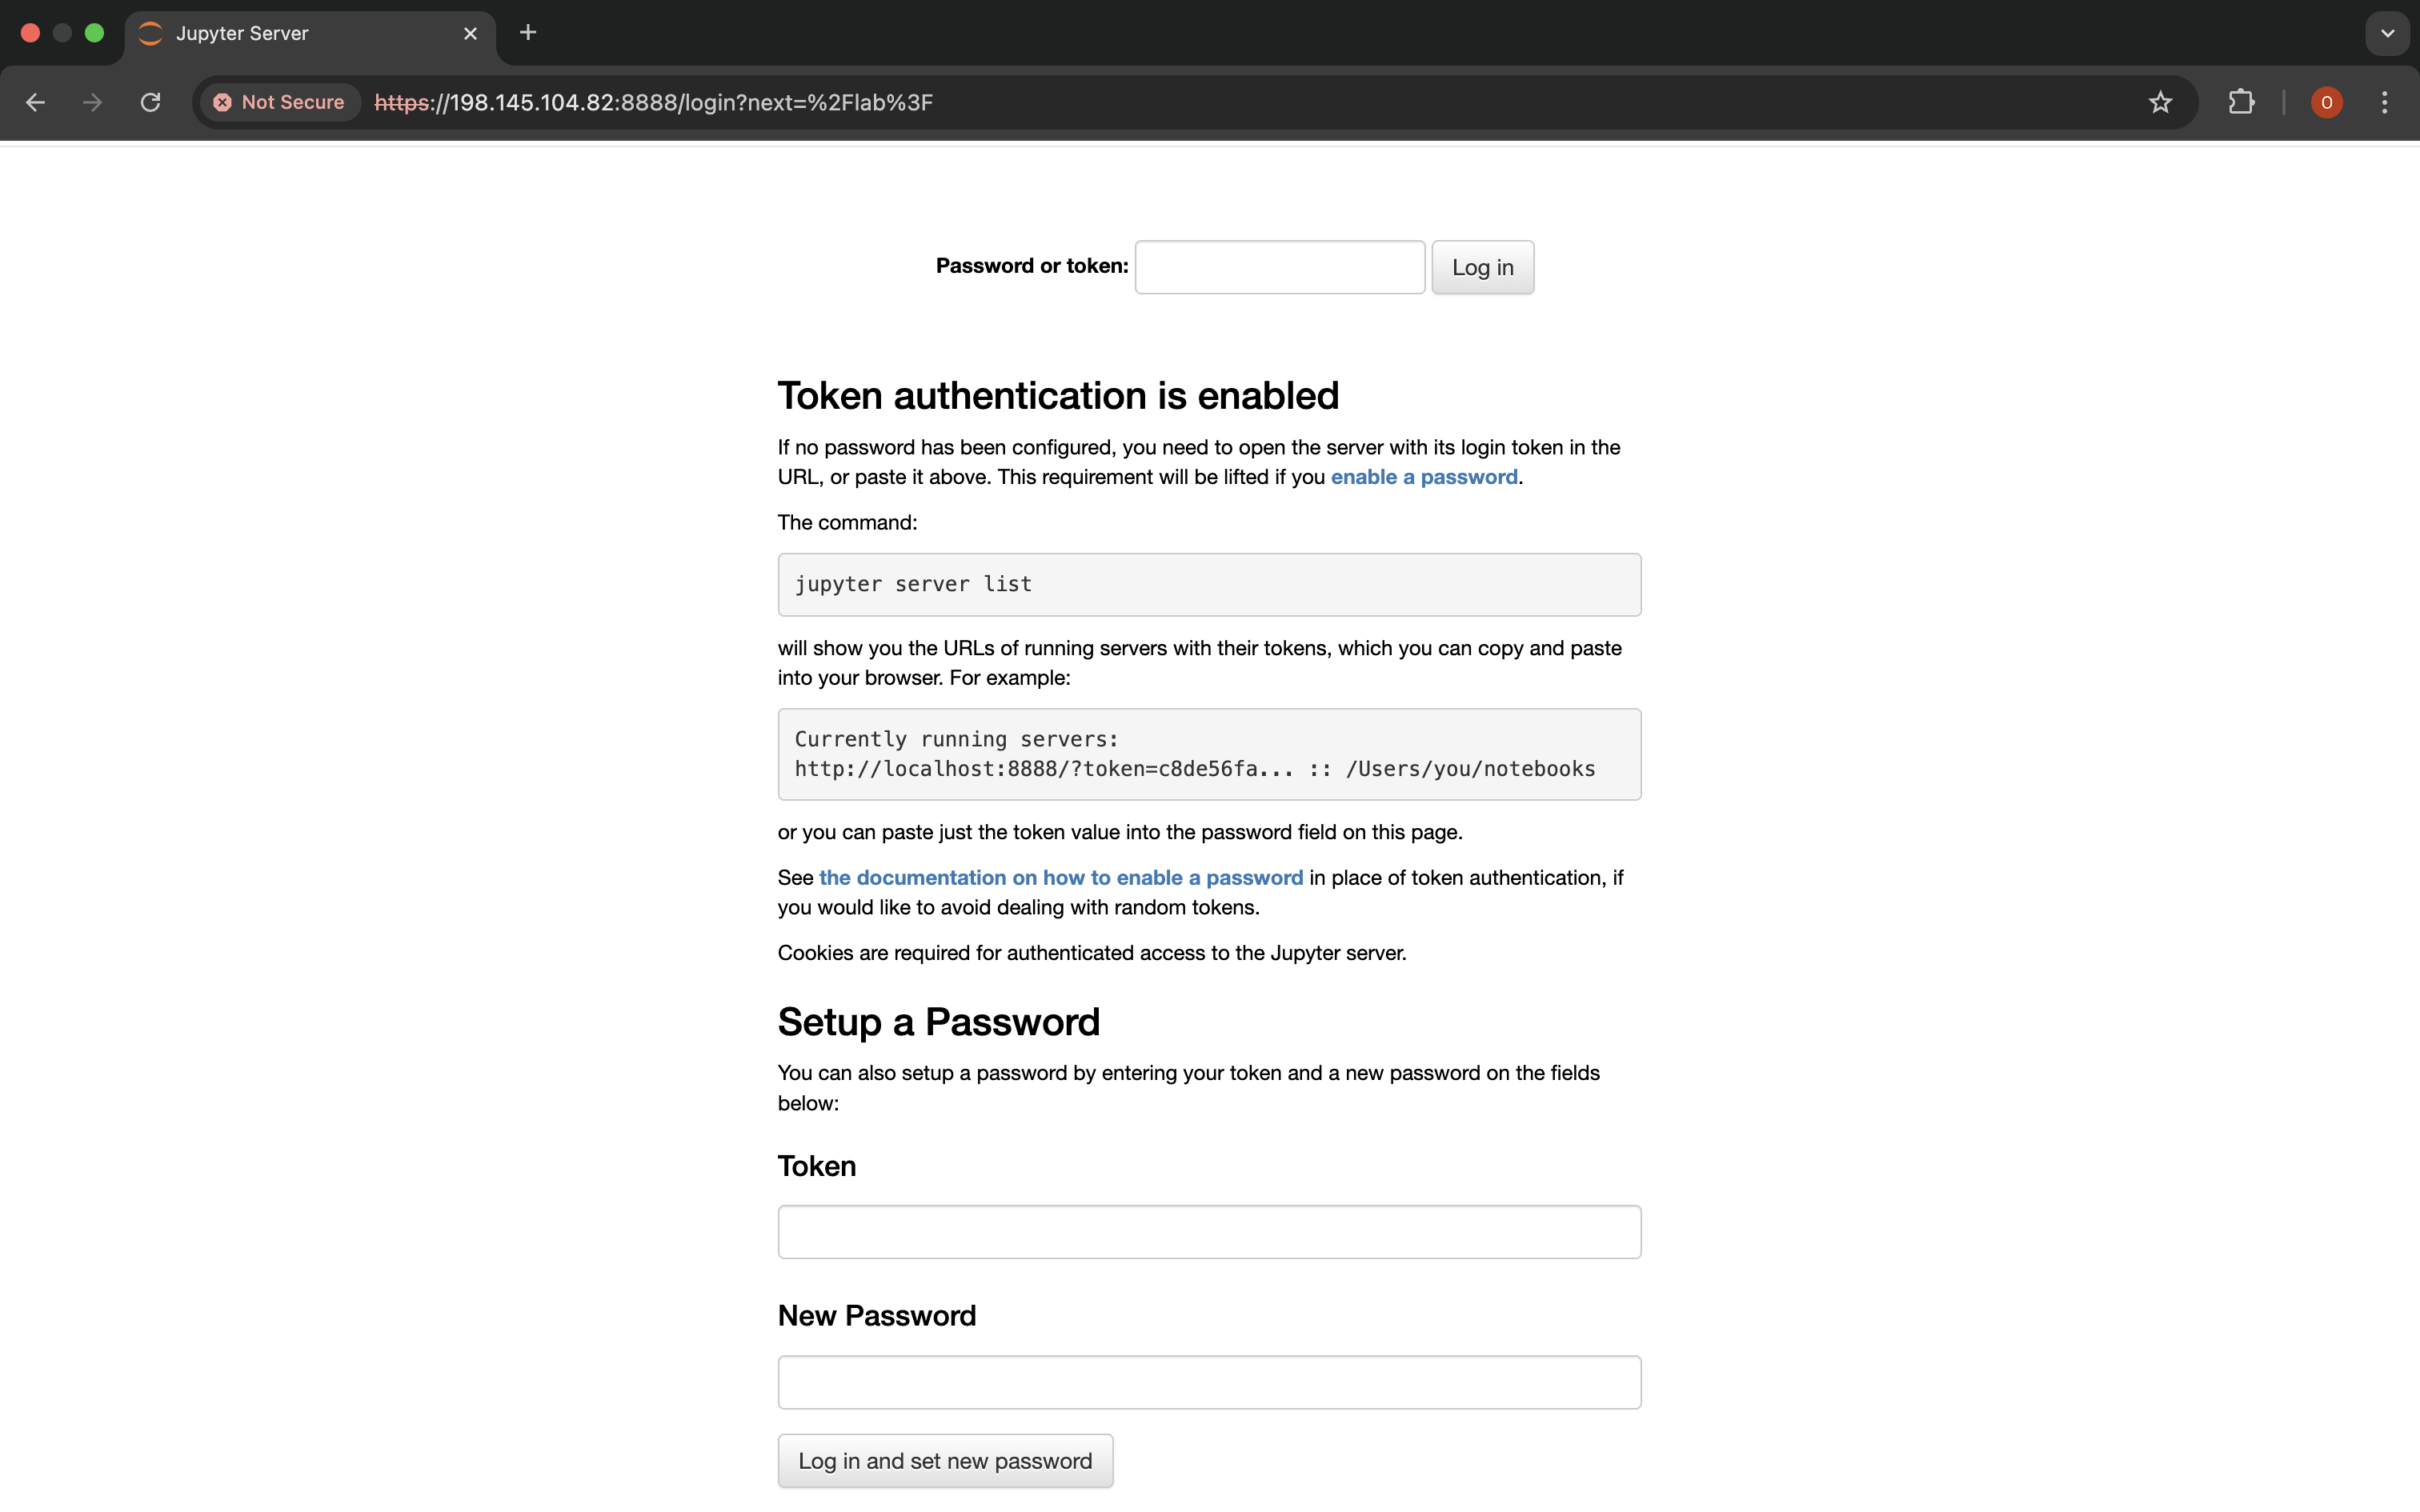 Jupyter Server
Not Secure https://198.145.104.82:8888/login?next=%2Flab%3F
O
Password or token: Log in
Token authentication is enabled
If no password has been configured, you need to open the server with its login token in the
URL, or paste it above. This requirement will be lifted if you enable a password.
The command:
jupyter server list
will show you the URLs of running servers with their tokens, which you can copy and paste
into your browser. For example:
Currently running servers:
http://localhost:8888/?token=c8de56fa... :: /Users/you/notebooks
or you can paste just the token value into the password field on this page.
See the documentation on how to enable a password in place of token authentication, if
you would like to avoid dealing with random tokens.
Cookies are required for authenticated access to the Jupyter server.
Setup a Password
You can also setup a password by entering your token and a new password on the fields
below:
Token
New Password
Log in and set new password